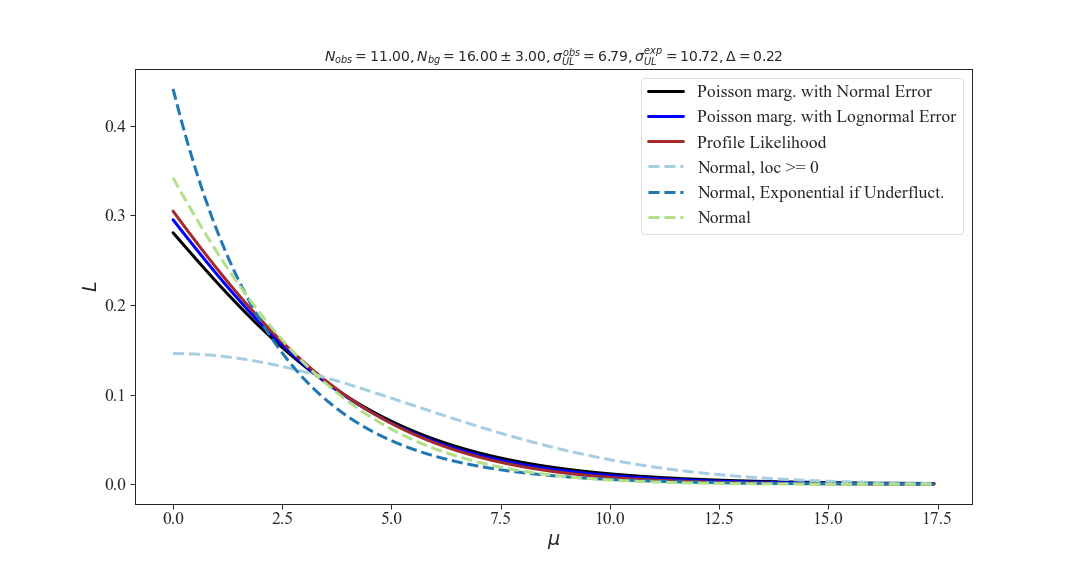 N_obs = 11.00, N_bg = 16.00 ± 3.00, σ_UL^obs = 6.79, σ_UL^exp = 10.72, Δ = 0.22
Poisson marg. with Normal Error
Poisson marg. with Lognormal Error
Profile Likelihood
Normal, loc >= 0
Normal, Exponential if Underfluct.
Normal
0.4
0.3
0.2
0.1
0.0
L
0.0 2.5 5.0 7.5 10.0 12.5 15.0 17.5
μ